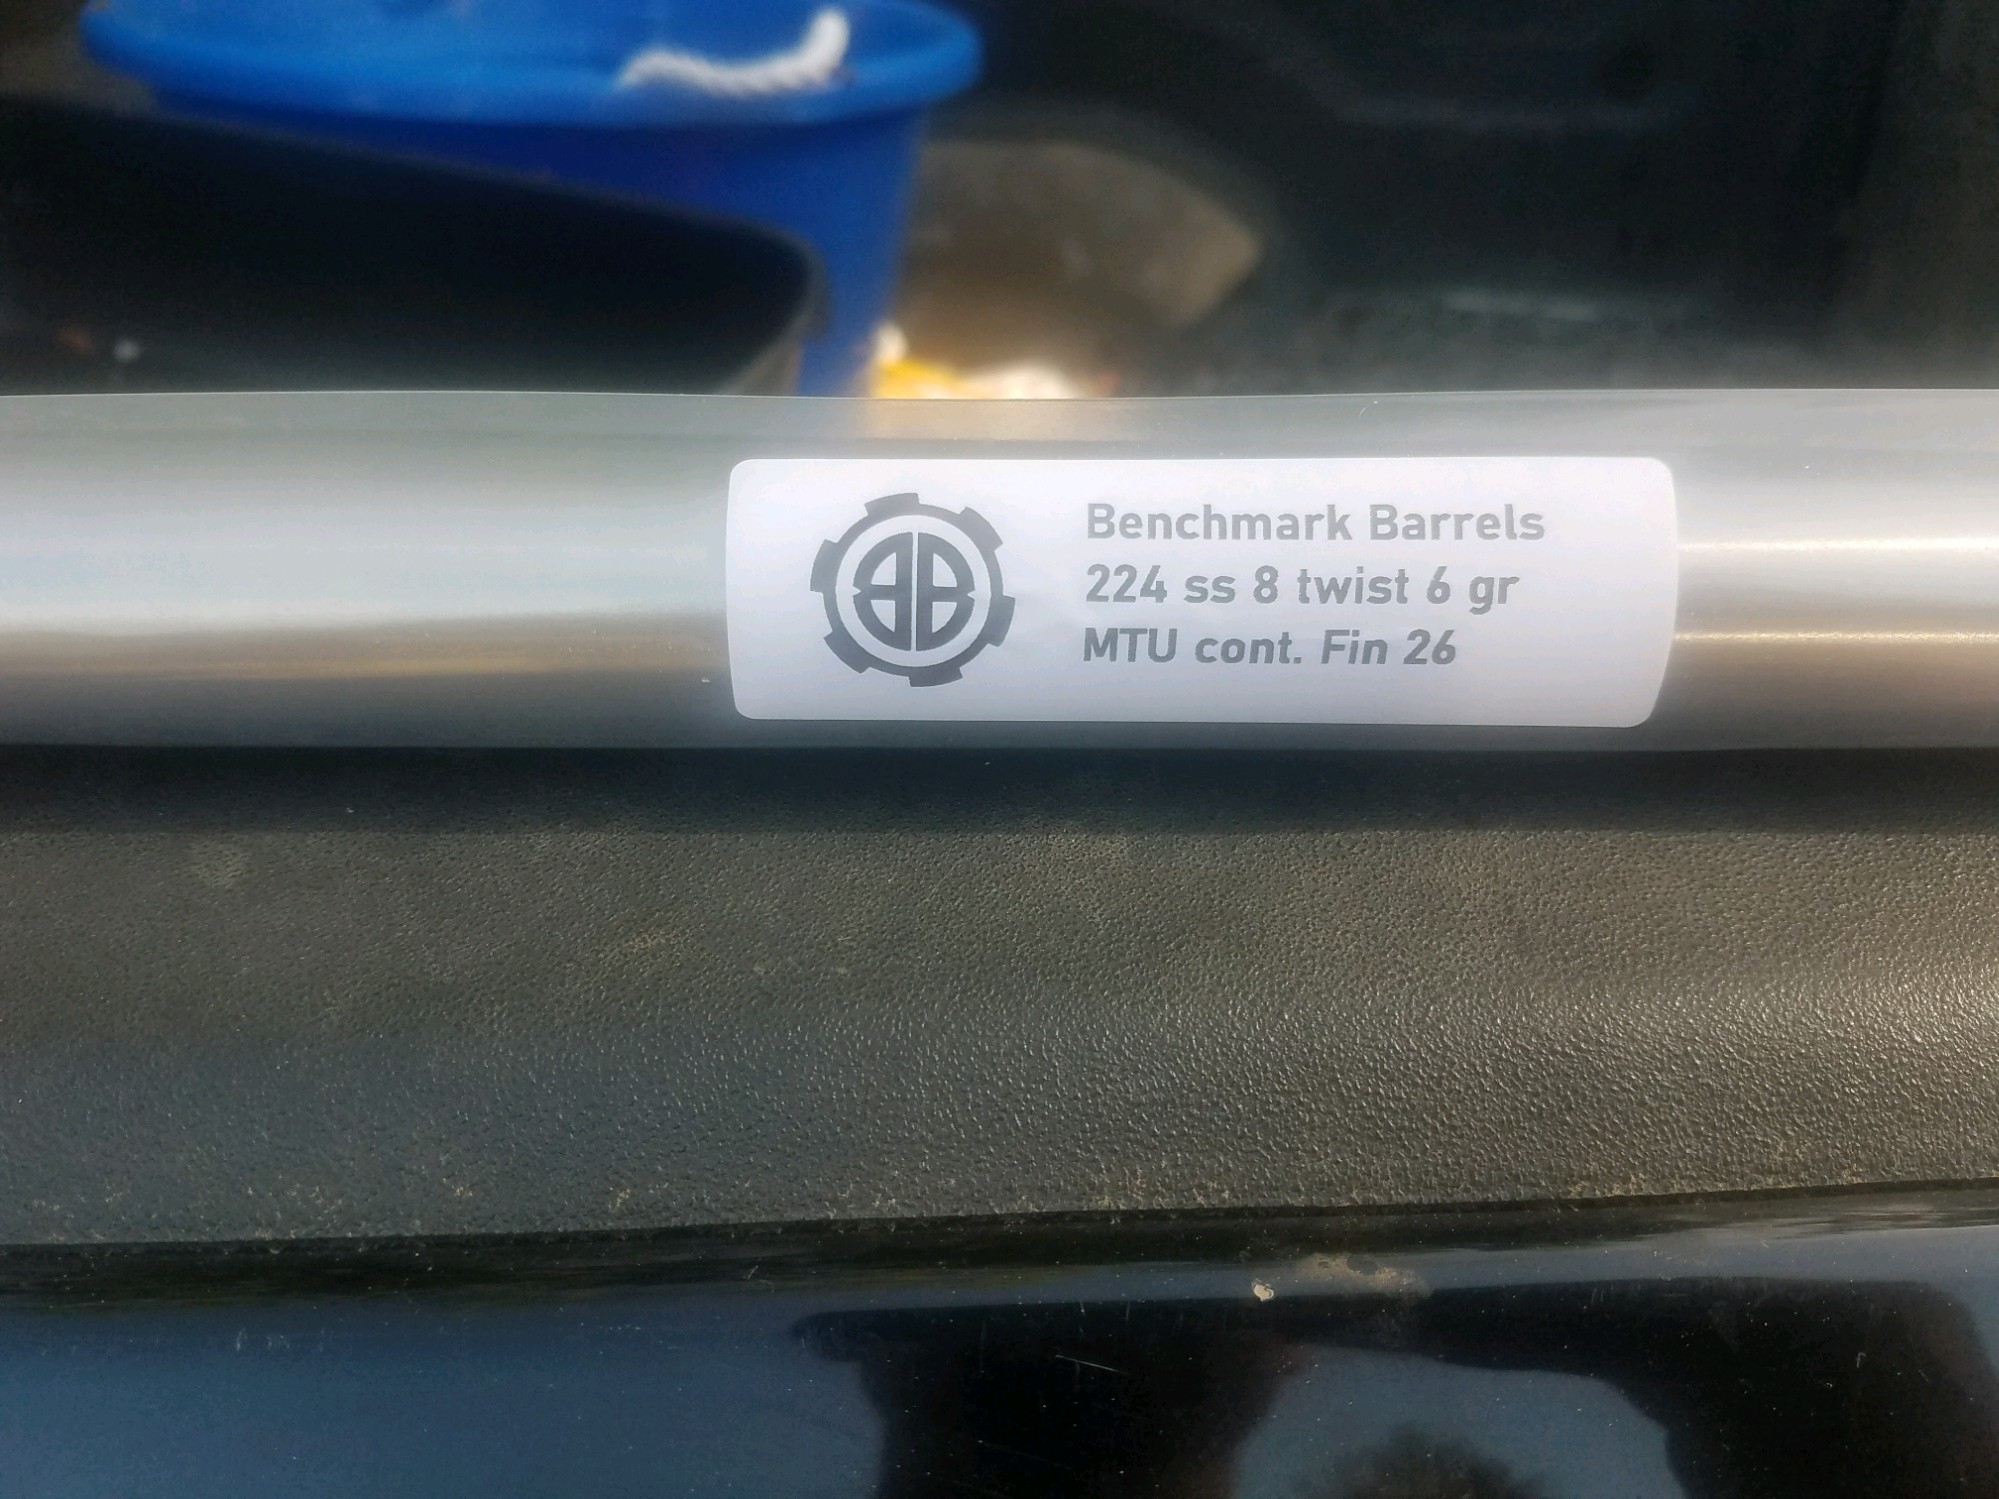 Benchmark Barrels
224 ss 8 twist 6 gr
MTU cont. Fin 26